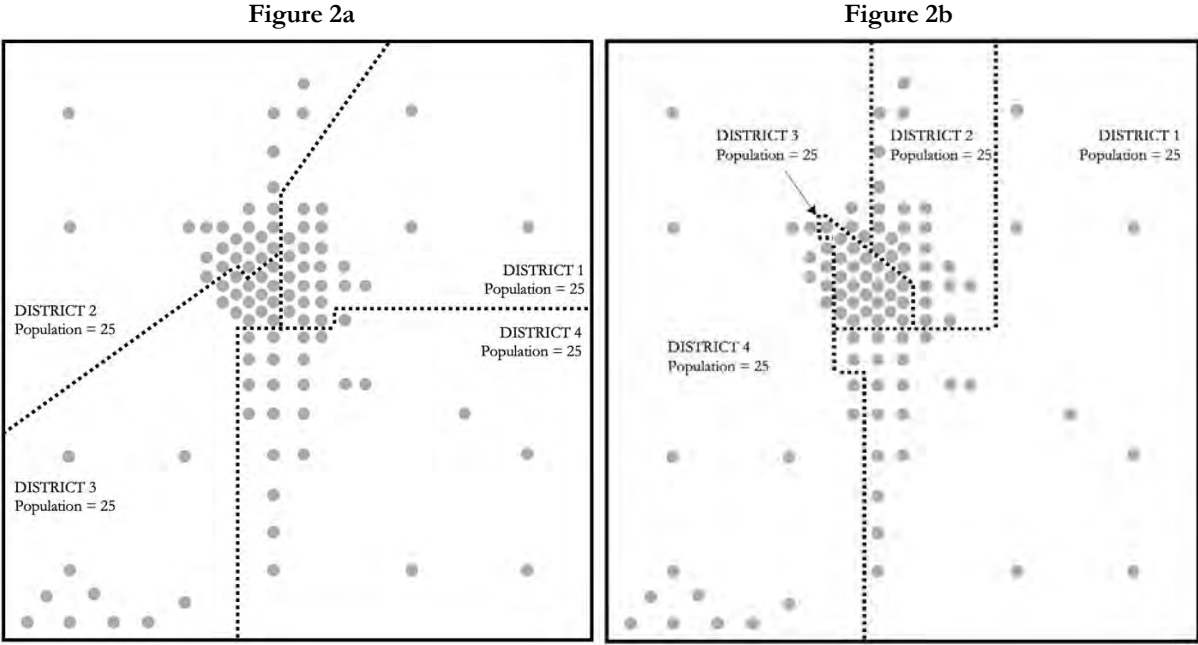 Figure 2a
DISTRICT 1
Population = 25
DISTRICT 2
Population = 25
DISTRICT 4
Population = 25
DISTRICT 3
Population = 25
Figure 2b
DISTRICT 3
Population = 25
DISTRICT 2
Population = 25
DISTRICT 1
Population = 25
DISTRICT 4
Population = 25